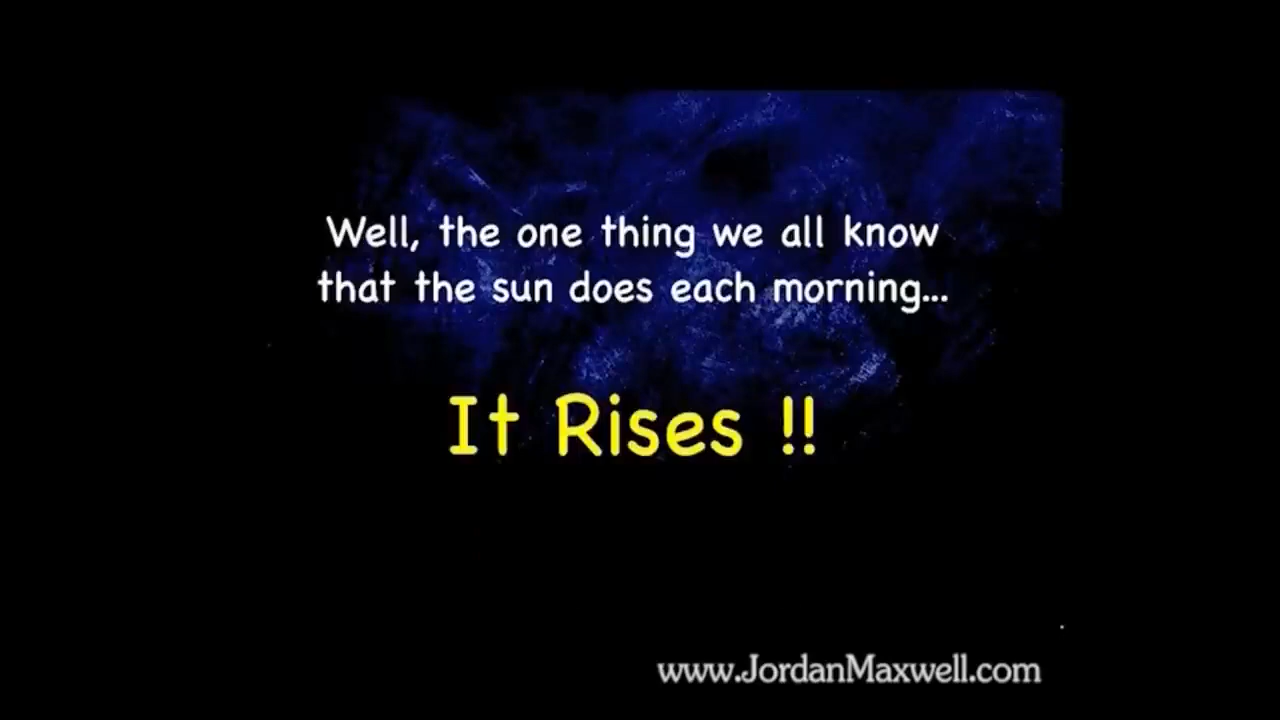 Well, the one thing we all know
that the sun does each morning...
It Rises !!
www.JordanMaxwell.com